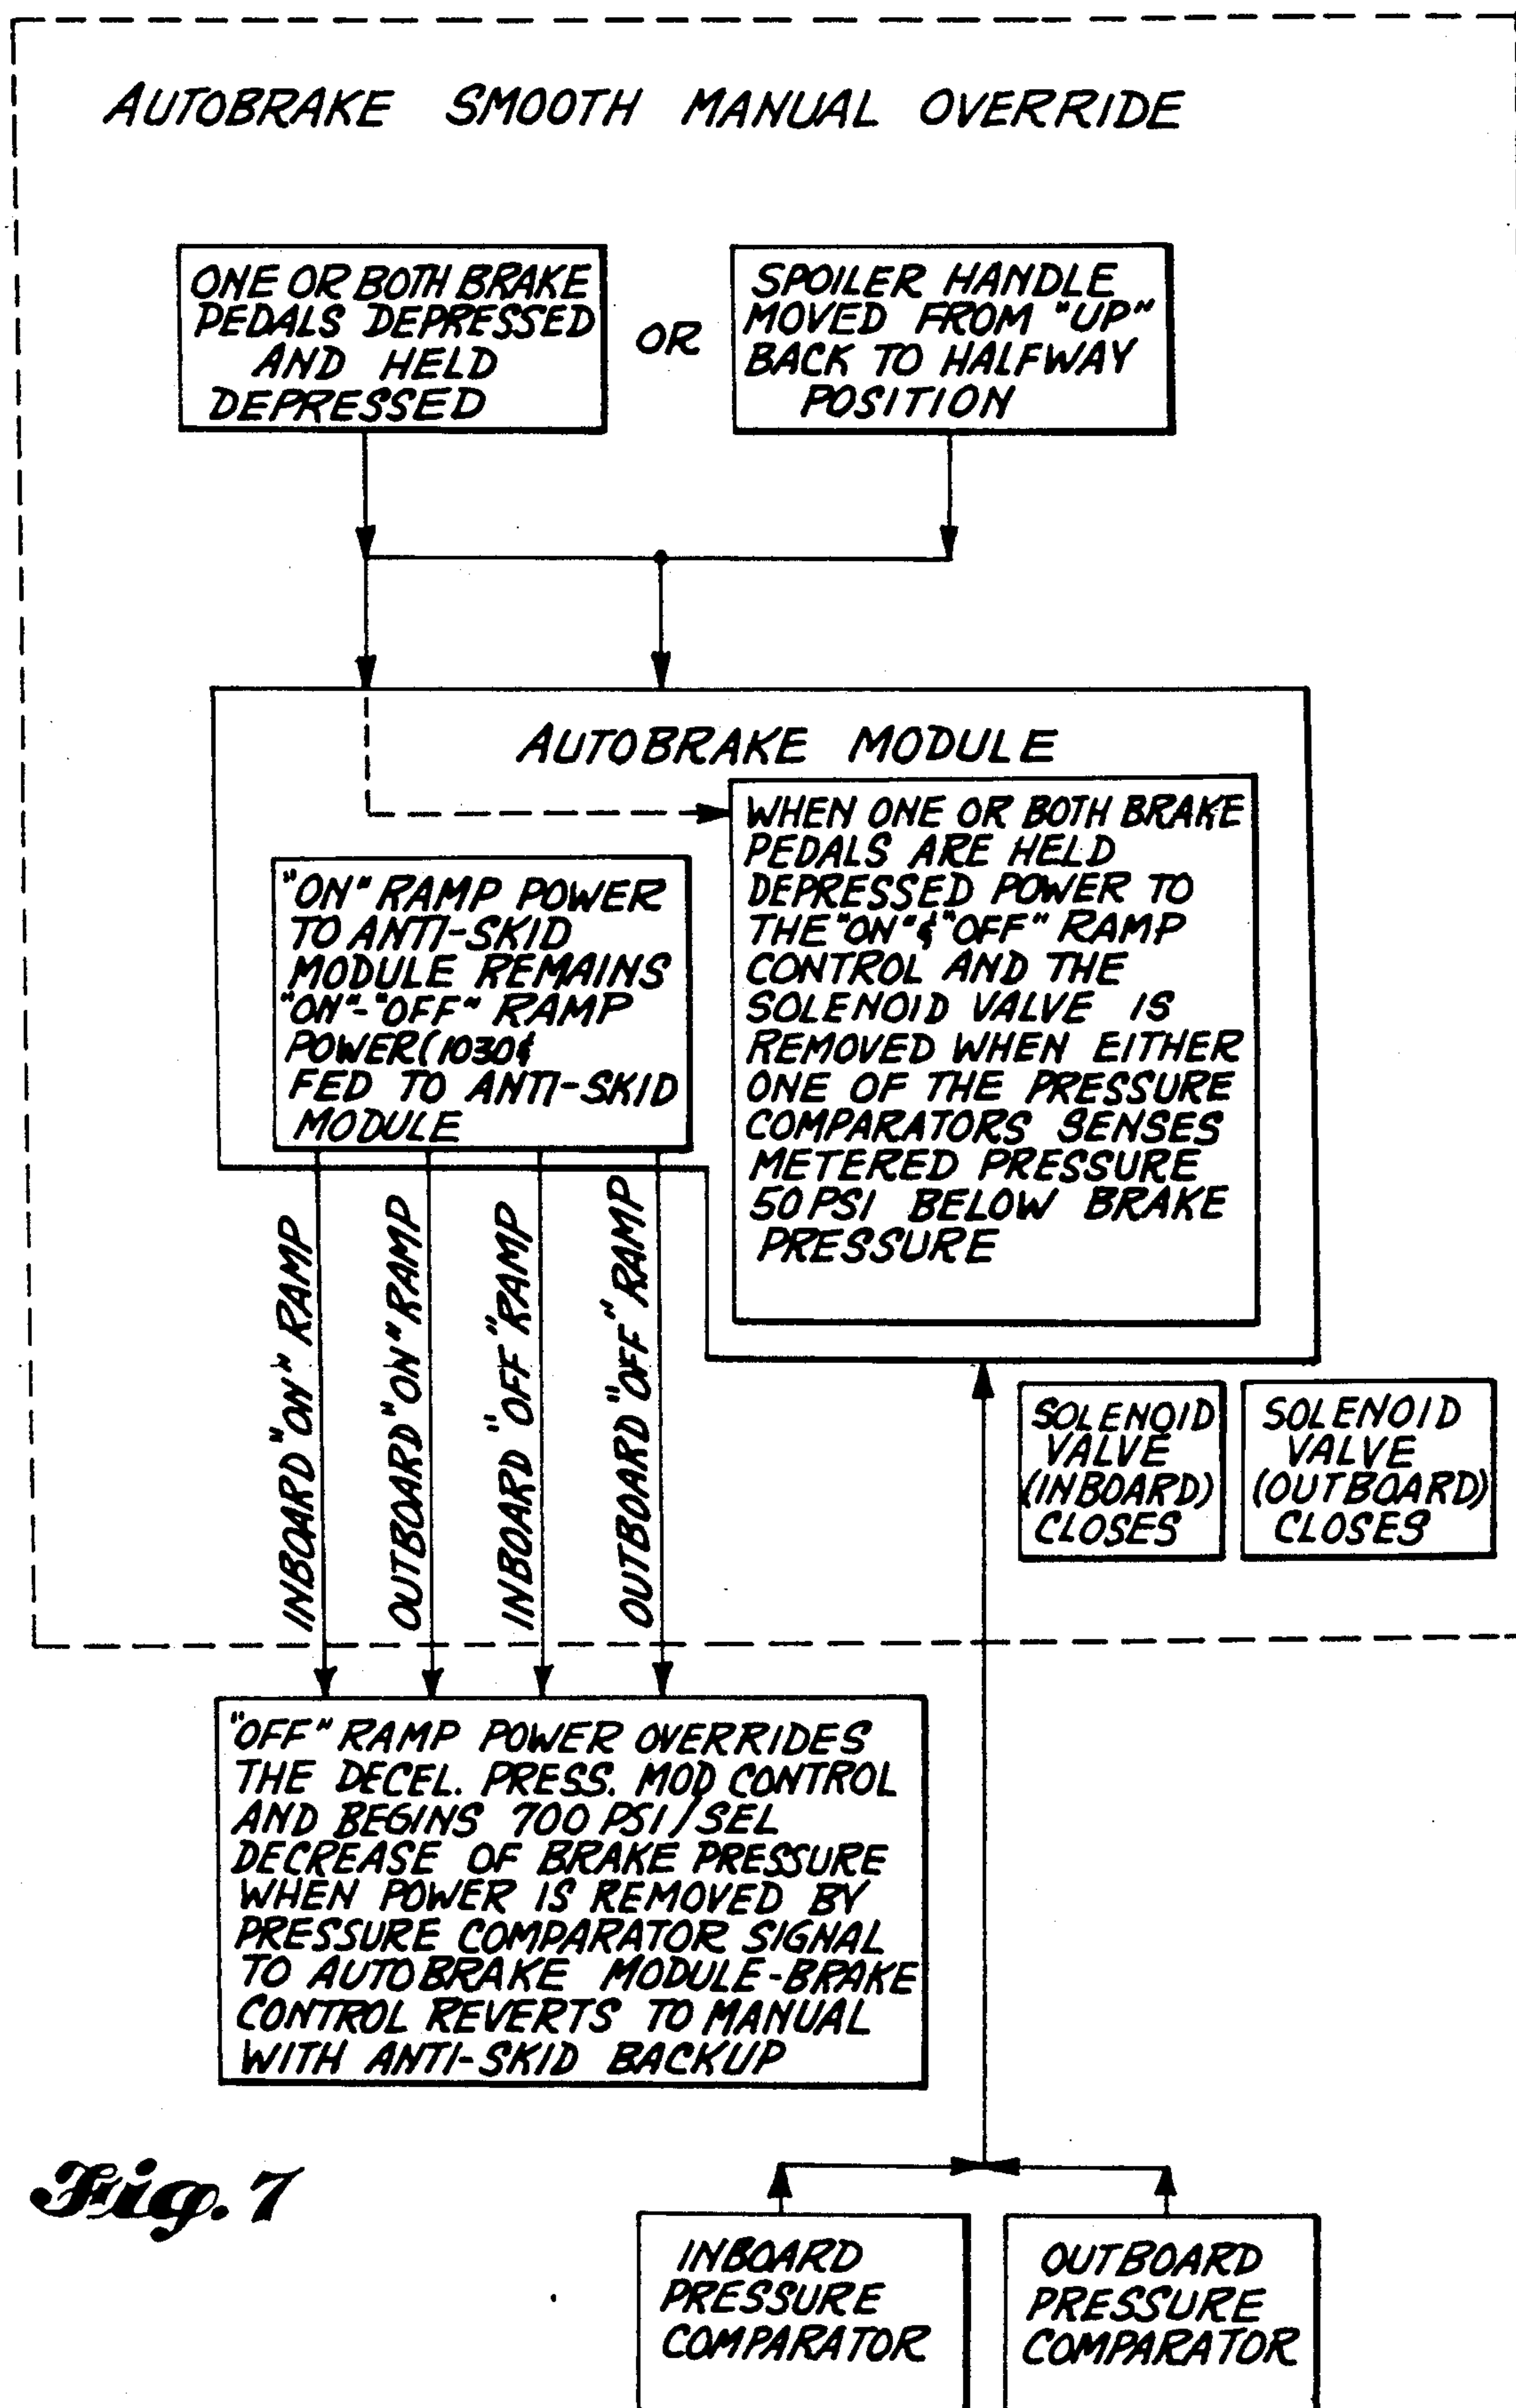 AUTOBRAKE SMOOTH MANUAL OVERRIDE
ONE OR BOTH BRAKE
PEDALS DEPRESSED
AND HELD
DEPRESSED
OR
SPOILER HANDLE
MOVED FROM "UP"
BACK TO HALFWAY
POSITION
AUTOBRAKE MODULE
"ON" RAMP POWER
TO ANTI-SKID
MODULE REMAINS
"ON"-"OFF" RAMP
POWER(1030&
FED TO ANTI-SKID
MODULE
WHEN ONE OR BOTH BRAKE
PEDALS ARE HELD
DEPRESSED POWER TO
THE "ON" & "OFF" RAMP
CONTROL AND THE
SOLENOID VALVE IS
REMOVED WHEN EITHER
ONE OF THE PRESSURE
COMPARATORS SENSES
METERED PRESSURE
50 PSI BELOW BRAKE
PRESSURE
INBOARD "ON" RAMP
OUTBOARD "ON" RAMP
INBOARD "OFF" RAMP
OUTBOARD "OFF" RAMP
SOLENOID
VALVE
(INBOARD)
CLOSES
SOLENOID
VALVE
(OUTBOARD)
CLOSES
"OFF" RAMP POWER OVERRIDES
THE DECEL. PRESS. MOD CONTROL
AND BEGINS 700 PSI/SEL
DECREASE OF BRAKE PRESSURE
WHEN POWER IS REMOVED BY
PRESSURE COMPARATOR SIGNAL
TO AUTOBRAKE MODULE-BRAKE
CONTROL REVERTS TO MANUAL
WITH ANTI-SKID BACKUP
Fig. 7
INBOARD
PRESSURE
COMPARATOR
OUTBOARD
PRESSURE
COMPARATOR